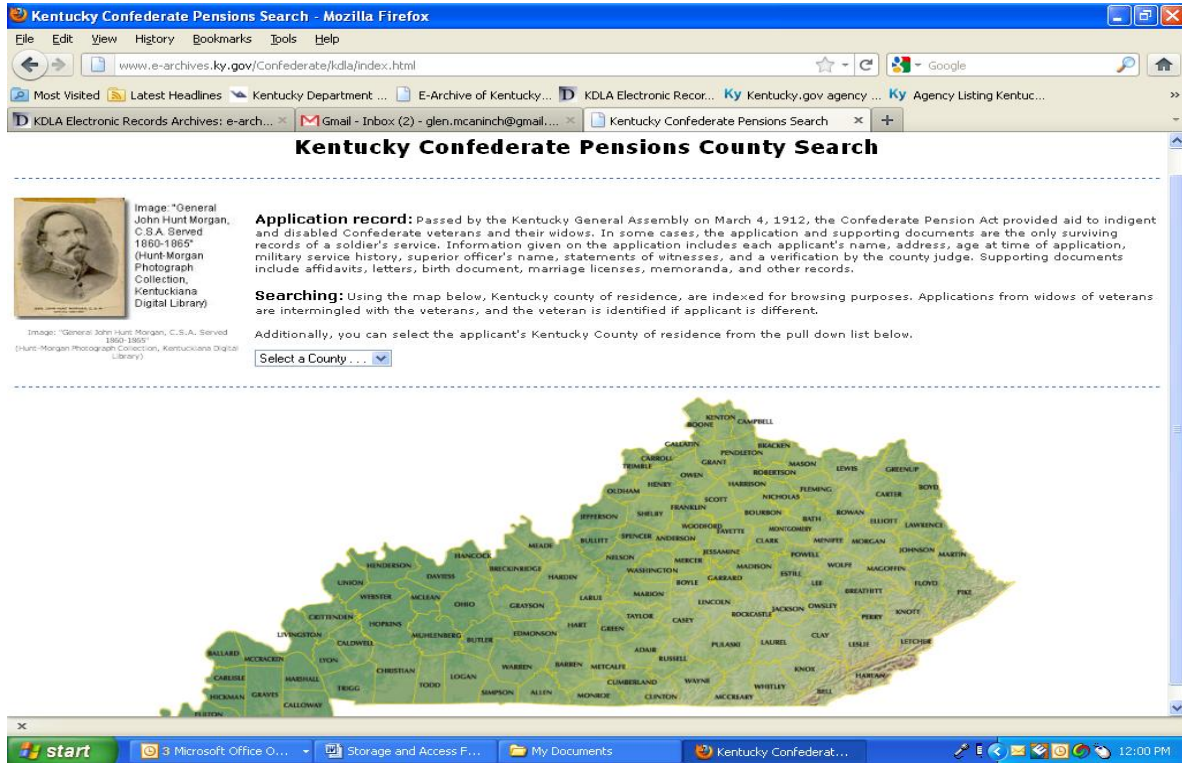 Kentucky Confederate Pensions Search - Mozilla Firefox
File Edit View History Bookmarks Tools Help
www.e-archives.ky.gov/Confederate/kdla/index.html
Google
Most Visited Latest Headlines Kentucky Department ... E-Archive of Kentucky... KDLA Electronic Recor... Ky Kentucky.gov agency ... Ky Agency Listing Kentuc... »
KDLA Electronic Records Archives: e-arch... × Gmail - Inbox (2) - glen.mcaninch@gmail.... × Kentucky Confederate Pensions Search × +
Kentucky Confederate Pensions County Search
Image: "General
John Hunt Morgan,
C.S.A. Served
1860-1865"
(Hunt-Morgan
Photograph
Collection,
Kentuckiana
Digital Library)
Image: "General John Hunt Morgan, C.S.A. Served
1860-1865"
(Hunt-Morgan Photograph Collection, Kentuckiana Digital
Library)
Application record: Passed by the Kentucky General Assembly on March 4, 1912, the Confederate Pension Act provided aid to indigent
and disabled Confederate veterans and their widows. In some cases, the application and supporting documents are the only surviving
records of a soldier's service. Information given on the application includes each applicant's name, address, age at time of application,
military service history, superior officer's name, statements of witnesses, and a verification by the county judge. Supporting documents
include affidavits, letters, birth document, marriage licenses, memoranda, and other records.
Searching: Using the map below, Kentucky county of residence, are indexed for browsing purposes. Applications from widows of veterans
are intermingled with the veterans, and the veteran is identified if applicant is different.
Additionally, you can select the applicant's Kentucky County of residence from the pull down list below.
Select a County . . .
KENTON CAMPBELL
BOONE
GALLATIN BRACKEN
CARROLL GRANT PENDLETON
TRIMBLE OWEN ROBERTSON MASON LEWIS GREENUP
OLDHAM HENRY HARRISON FLEMING CARTER BOYD
SCOTT NICHOLAS
JEFFERSON SHELBY FRANKLIN BOURBON BATH ROWAN ELLIOTT LAWRENCE
WOODFORD FAYETTE MONTGOMERY
BULLITT SPENCER ANDERSON CLARK MENIFEE MORGAN
HANCOCK MEADE NELSON MERCER JESSAMINE POWELL JOHNSON MARTIN
HENDERSON DAVIESS BRECKINRIDGE HARDIN WASHINGTON MADISON ESTILL WOLFE MAGOFFIN
UNION BOYLE GARRARD LEE FLOYD PIKE
WEBSTER MCLEAN OHIO GRAYSON LARUE MARION BREATHITT
LINCOLN ROCKCASTLE JACKSON OWSLEY KNOTT
CRITTENDEN HOPKINS HART GREEN TAYLOR CASEY PERRY
LIVINGSTON CALDWELL MUHLENBERG BUTLER EDMONSON PULASKI LAUREL CLAY LESLIE LETCHER
BALLARD MCCRACKEN LYON ADAIR RUSSELL
CARLISLE MARSHALL CHRISTIAN LOGAN WARREN BARREN METCALFE KNOX HARLAN
TRIGG TODD CUMBERLAND WAYNE WHITLEY
HICKMAN GRAVES CALLOWAY SIMPSON ALLEN MONROE CLINTON MCCREARY BELL
FULTON
×
start 3 Microsoft Office O... Storage and Access F... My Documents Kentucky Confederat... 12:00 PM